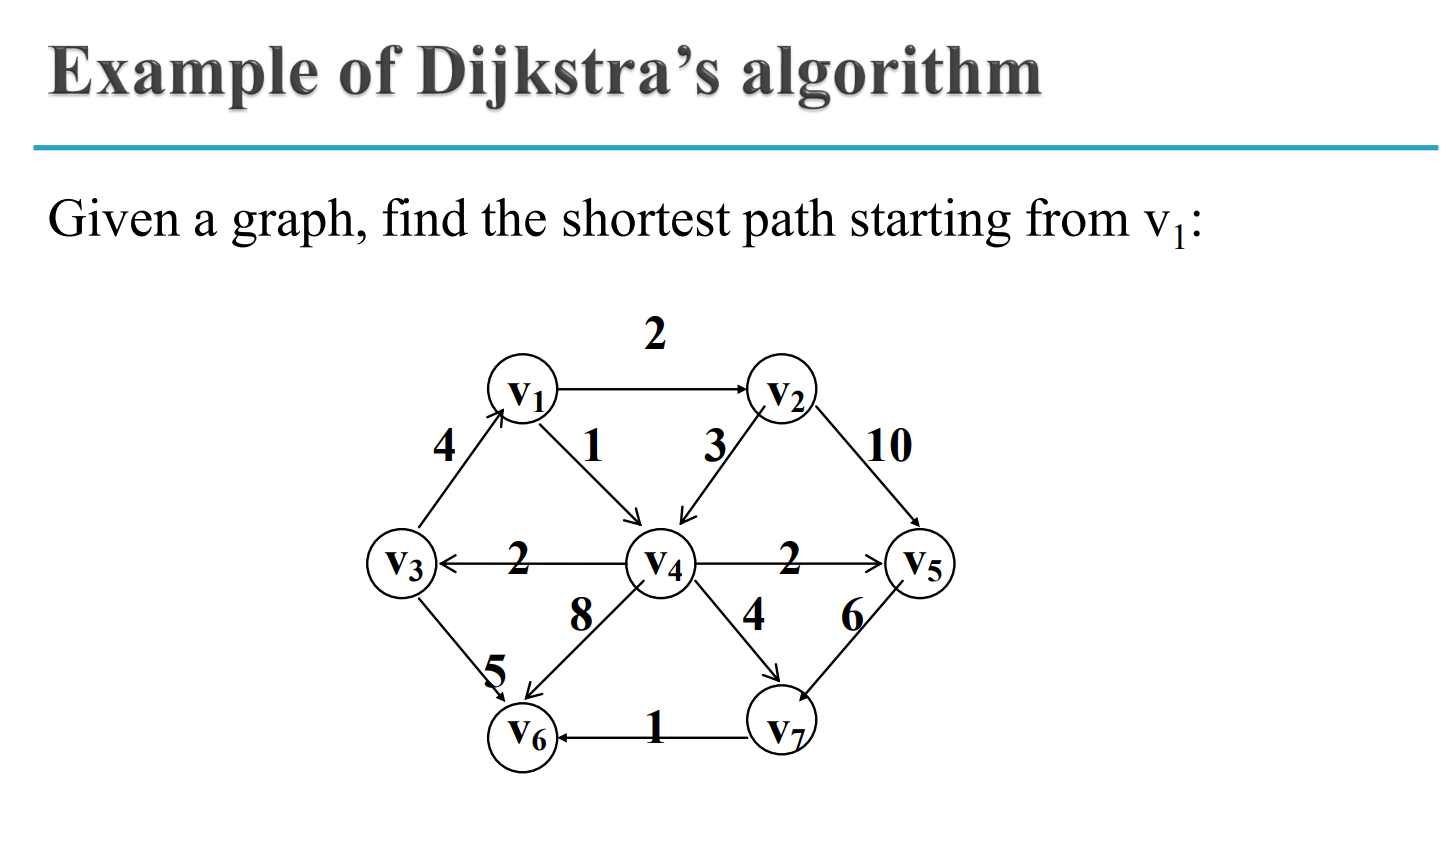 Example of Dijkstra’s algorithm
Given a graph, find the shortest path starting from v₁:
2
v₁ v₂
4 1 3 10
v₃ 2 v₄ 2 v₅
8 4 6
5
v₆ 1 v₇